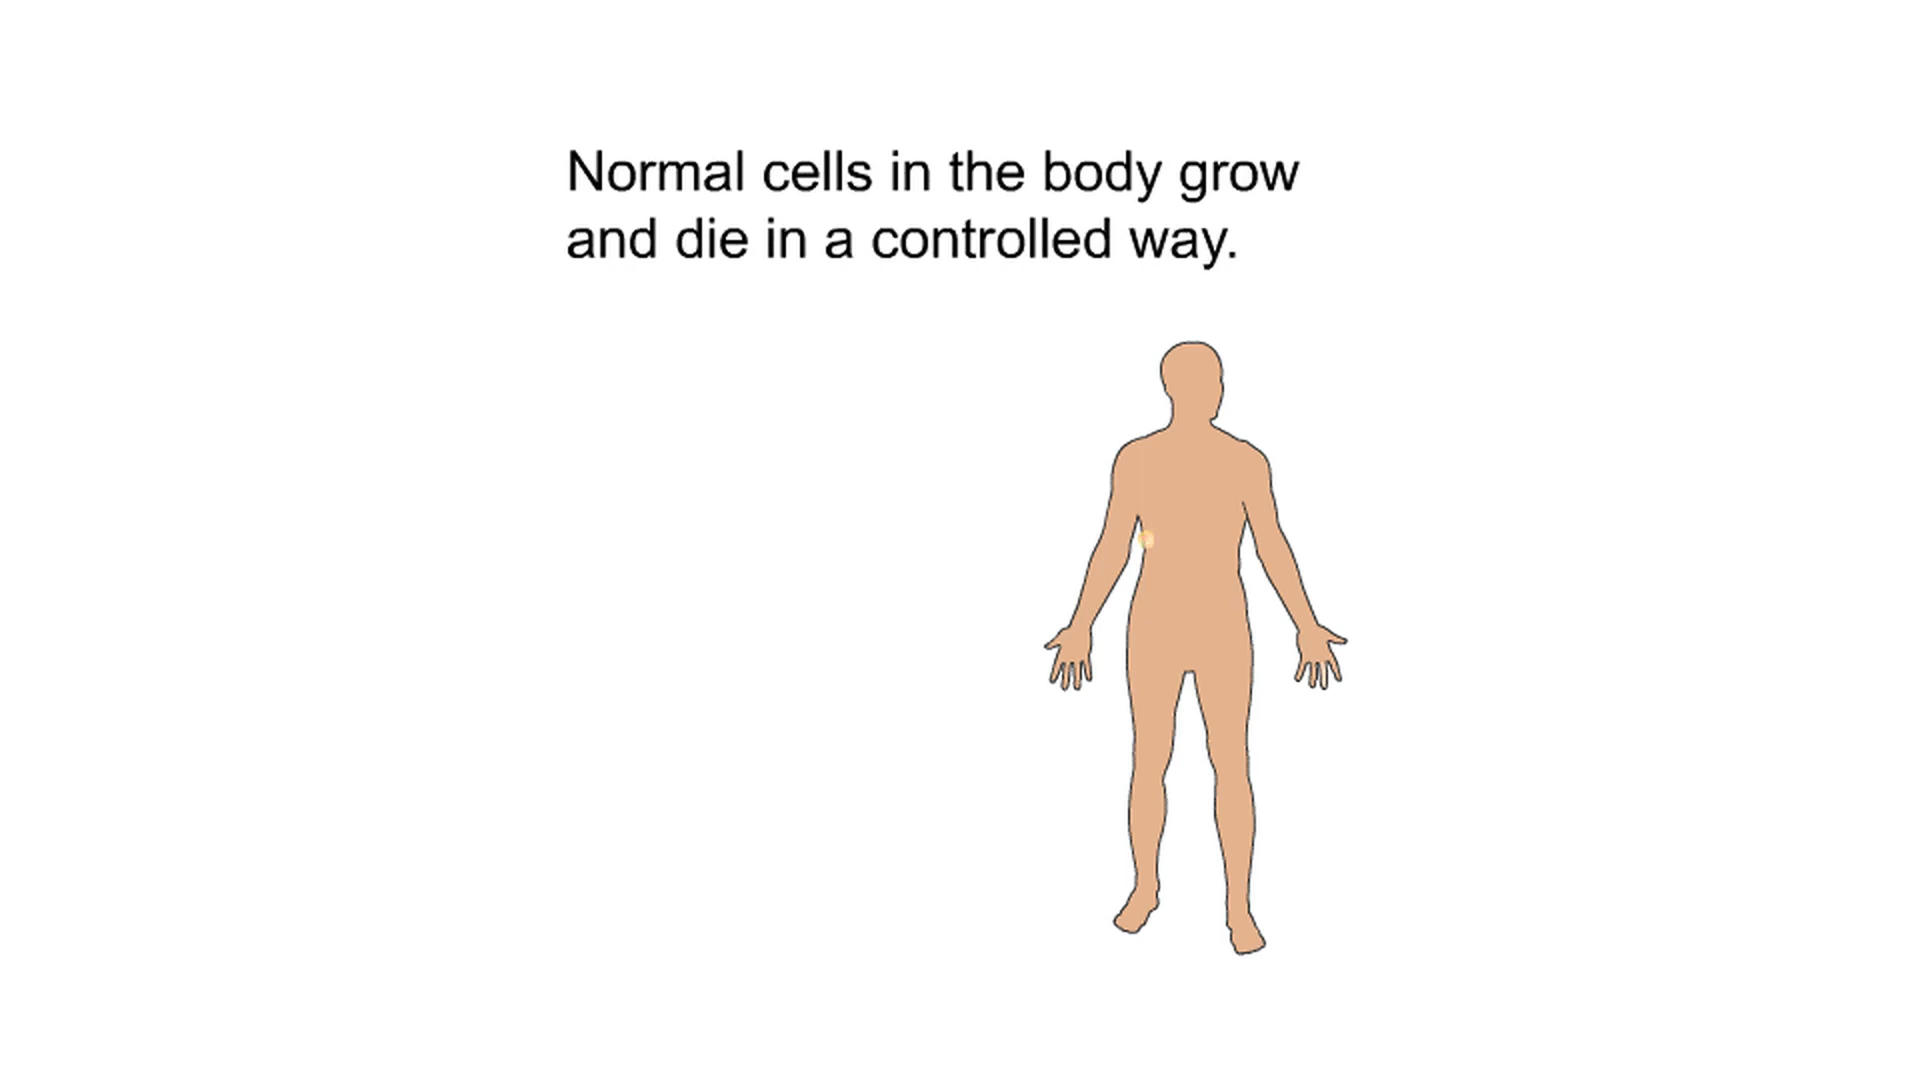 Normal cells in the body grow
and die in a controlled way.